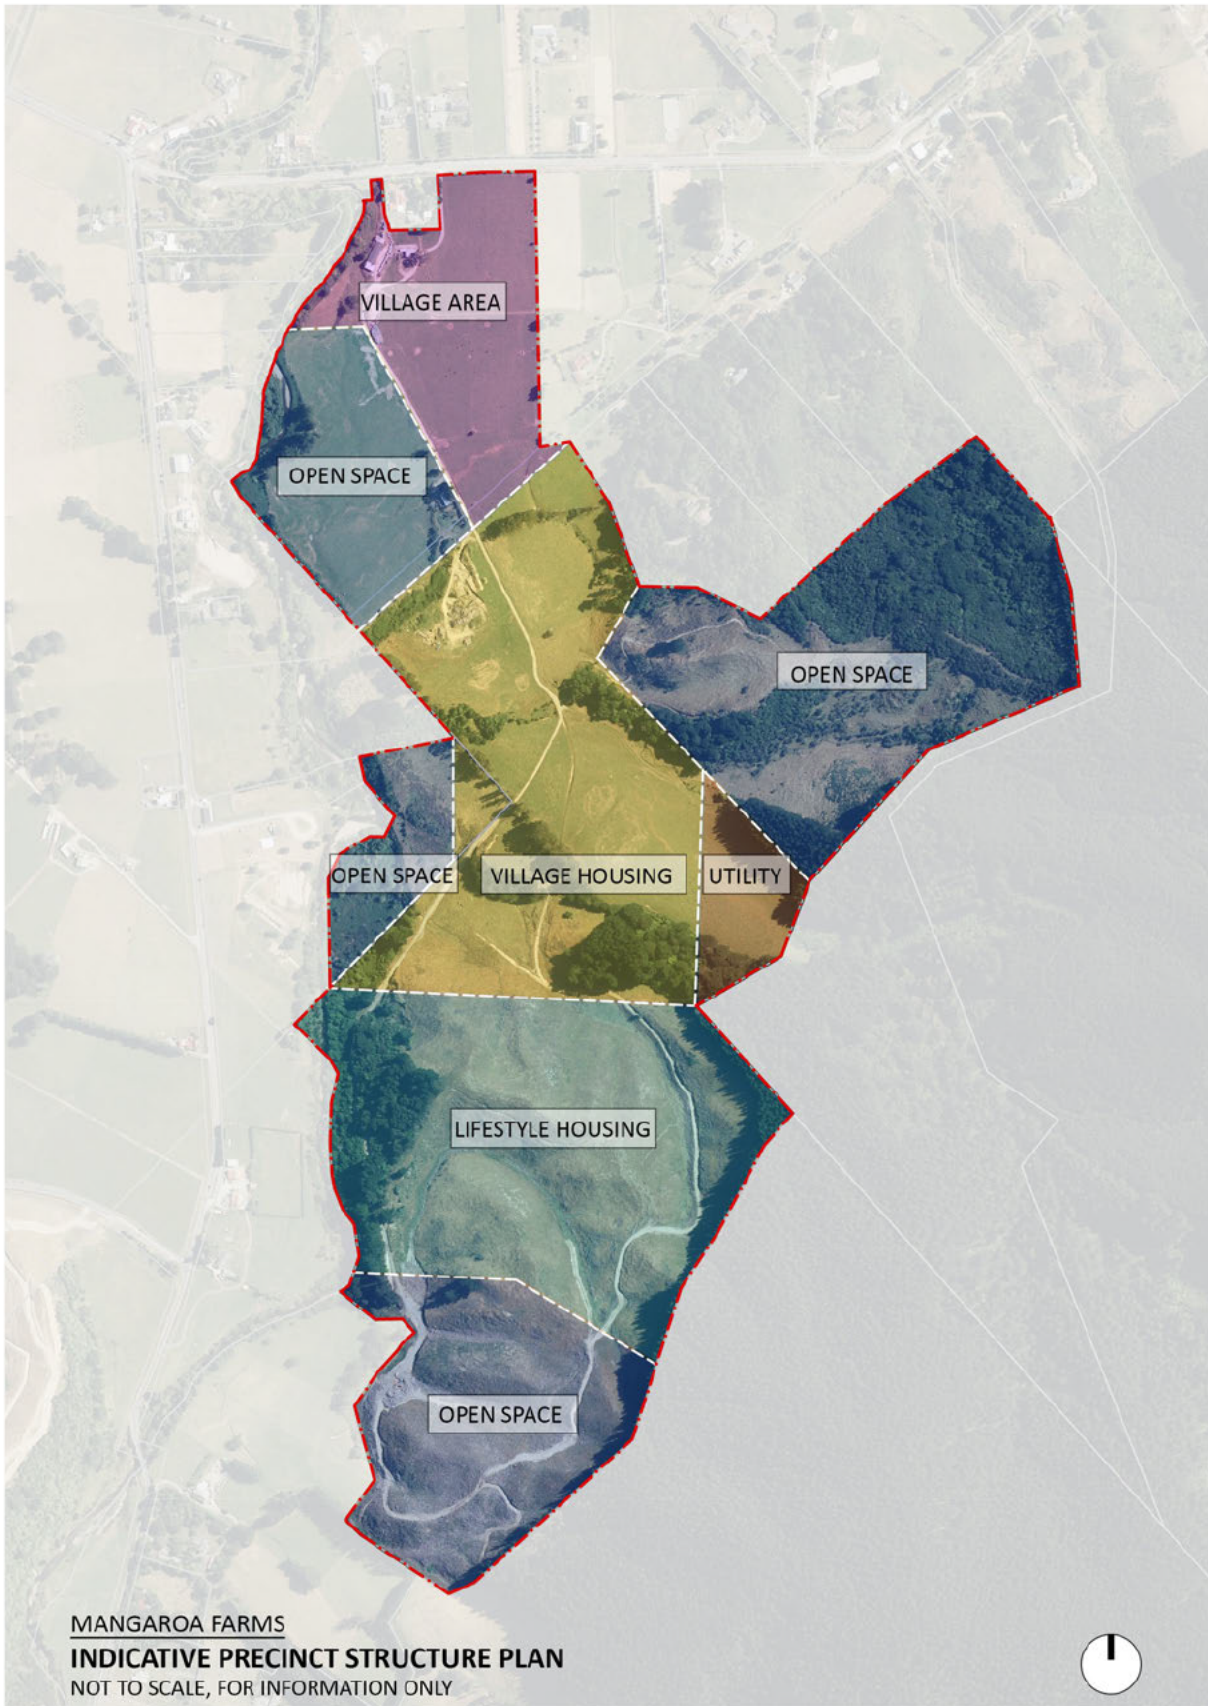 VILLAGE AREA
OPEN SPACE
OPEN SPACE
OPEN SPACE
VILLAGE HOUSING
UTILITY
LIFESTYLE HOUSING
OPEN SPACE
MANGAROA FARMS
INDICATIVE PRECINCT STRUCTURE PLAN
NOT TO SCALE, FOR INFORMATION ONLY